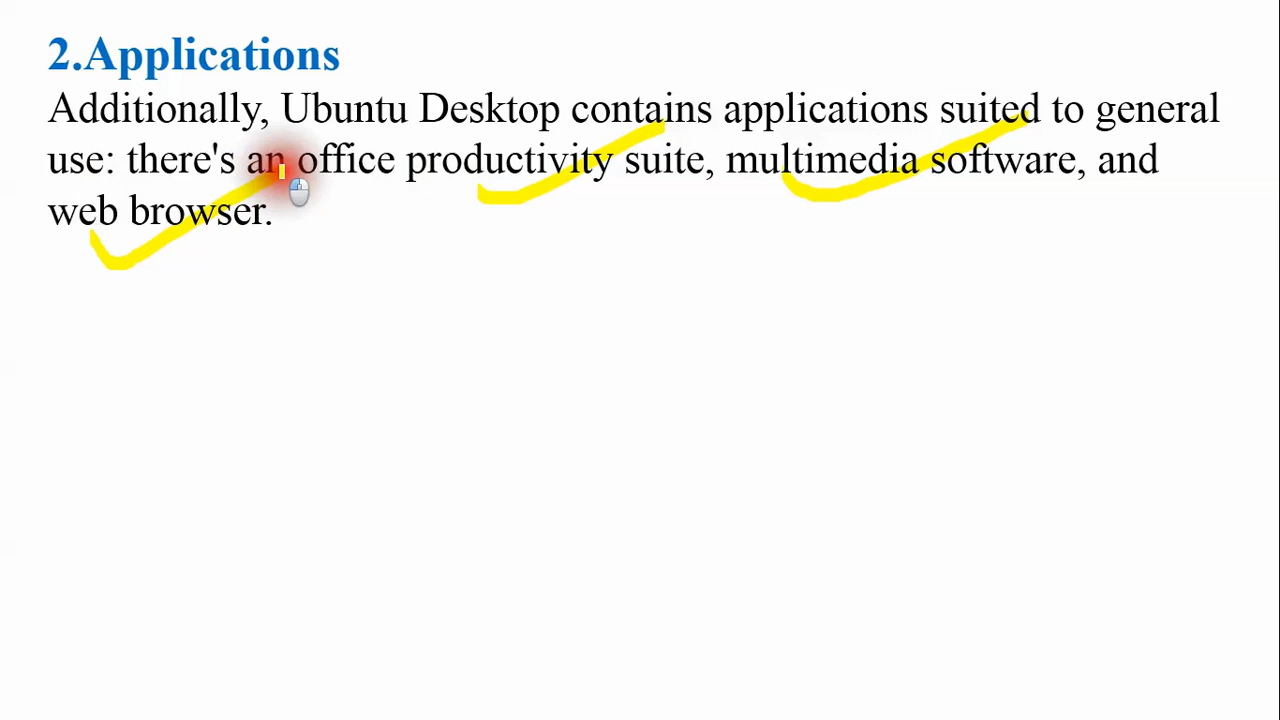 2.Applications
Additionally, Ubuntu Desktop contains applications suited to general
use: there's an office productivity suite, multimedia software, and
web browser.